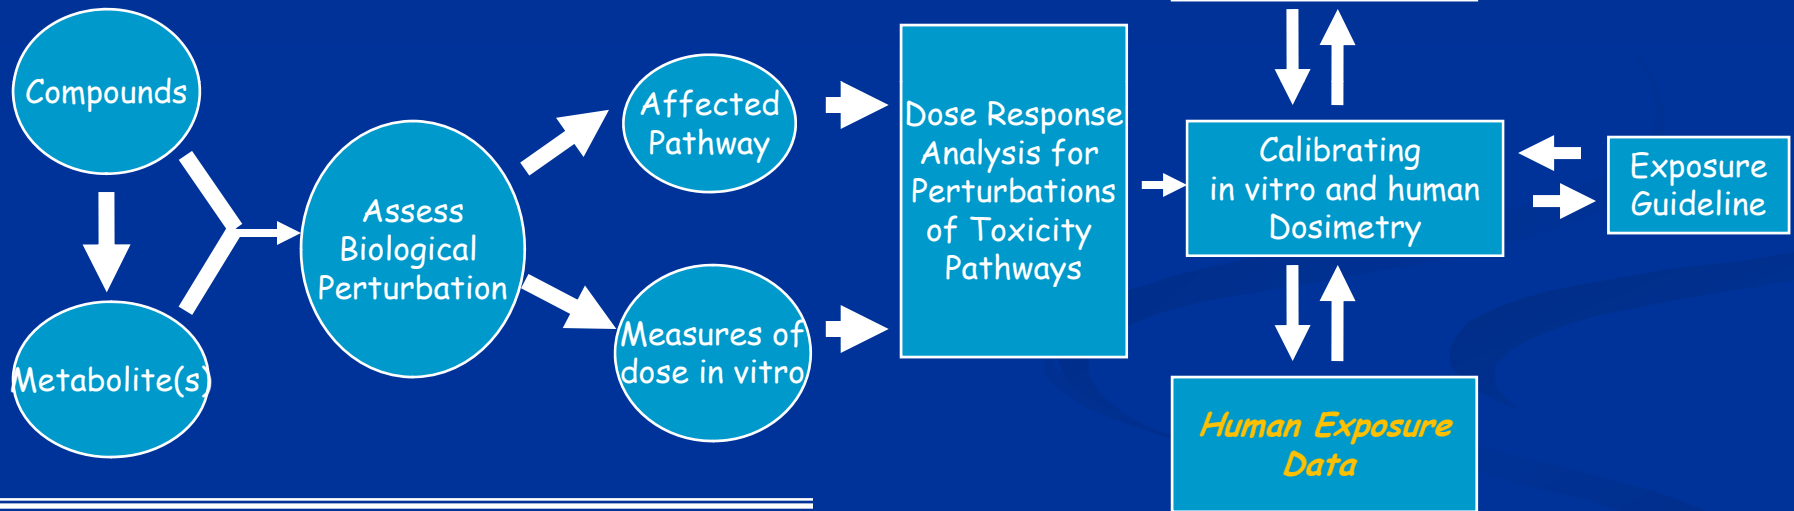 Compounds
Metabolite(s)
Assess
Biological
Perturbation
Affected
Pathway
Measures of
dose in vitro
Dose Response
Analysis for
Perturbations
of Toxicity
Pathways
Calibrating
in vitro and human
Dosimetry
Exposure
Guideline
Human Exposure
Data